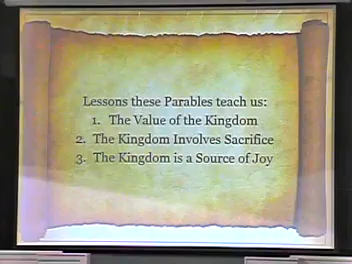 Lessons these Parables teach us:
1. The Value of the Kingdom
2. The Kingdom Involves Sacrifice
3. The Kingdom is a Source of Joy